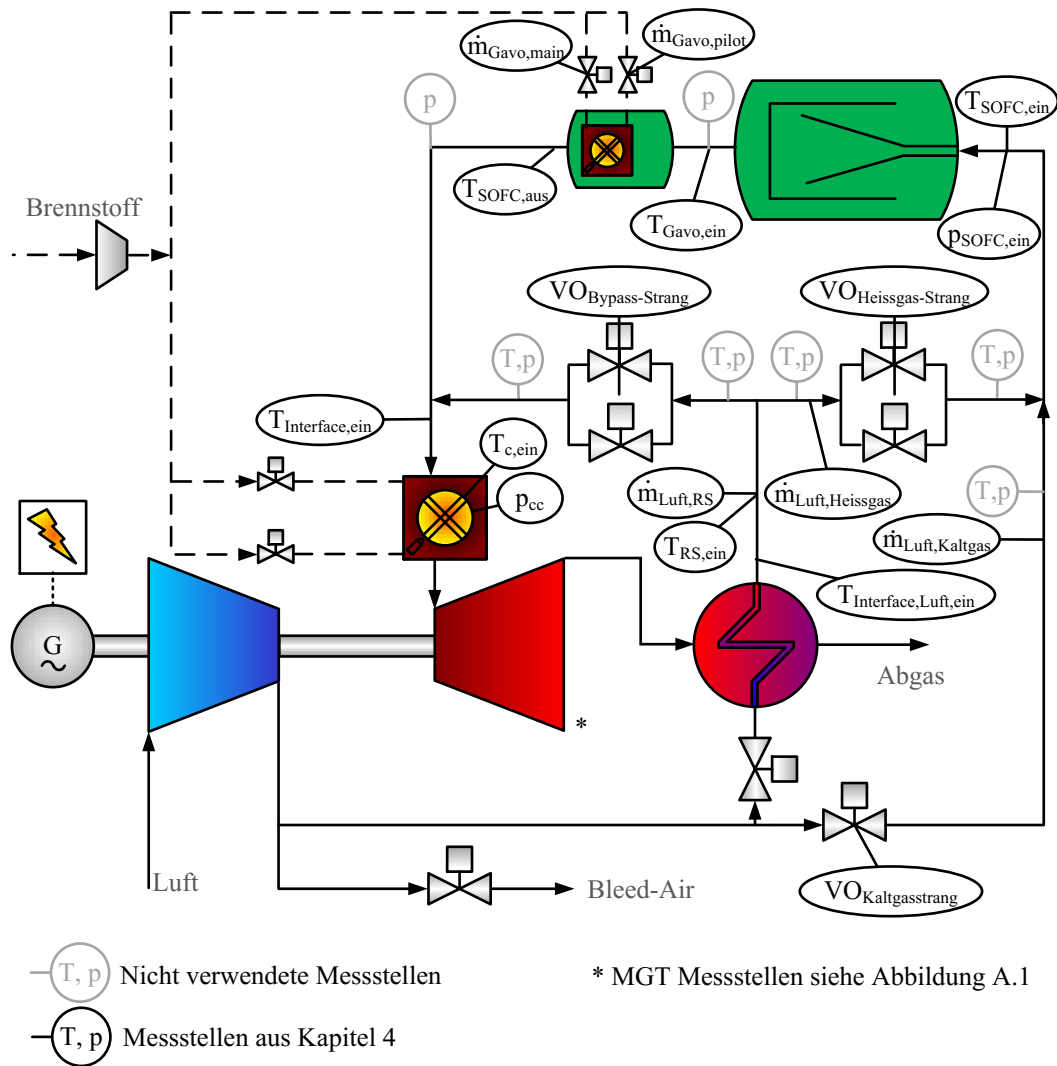 ṁGavo,main
ṁGavo,pilot
p
p
TSOFC,ein
TSOFC,aus
TGavo,ein
pSOFC,ein
Brennstoff
VOBypass-Strang
VOHeissgas-Strang
T,p
T,p
T,p
T,p
TInterface,ein
Tc,ein
pcc
ṁLuft,RS
ṁLuft,Heissgas
T,p
TRS,ein
ṁLuft,Kaltgas
TInterface,Luft,ein
G
Abgas
*
Luft
Bleed-Air
VOKaltgasstrang
T, p Nicht verwendete Messstellen
* MGT Messstellen siehe Abbildung A.1
T, p Messstellen aus Kapitel 4